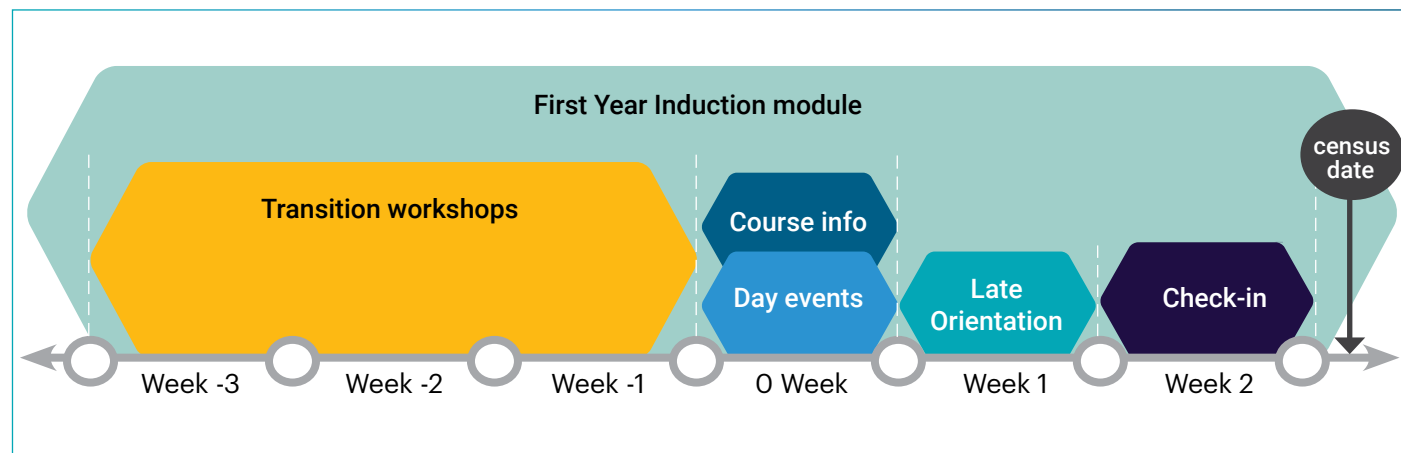 First Year Induction module
census
date
Transition workshops
Course info
Day events
Late
Orientation
Check-in
Week -3
Week -2
Week -1
O Week
Week 1
Week 2